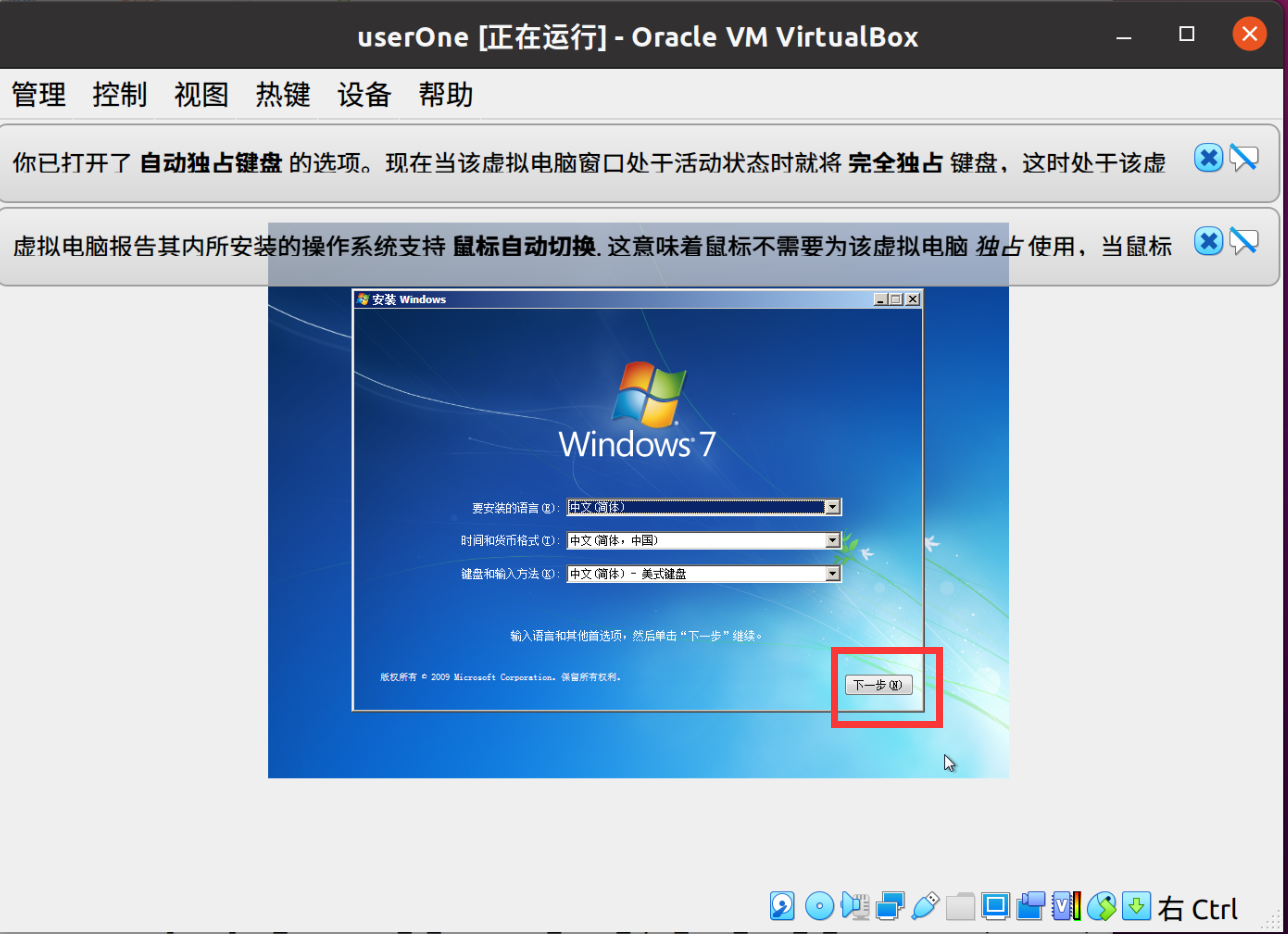 userOne [正在运行] - Oracle VM VirtualBox
管理 控制 视图 热键 设备 帮助
你已打开了 自动独占键盘 的选项。现在当该虚拟电脑窗口处于活动状态时就将 完全独占 键盘，这时处于该虚
虚拟电脑报告其内所安装的操作系统支持 鼠标自动切换. 这意味着鼠标不需要为该虚拟电脑 独占 使用，当鼠标
安装 Windows
Windows 7
要安装的语言(E): 中文(简体)
时间和货币格式(T): 中文(简体，中国)
键盘和输入方法(K): 中文(简体) - 美式键盘
输入语言和其他首选项，然后单击“下一步”继续。
版权所有 © 2009 Microsoft Corporation。保留所有权利。
下一步(N)
右 Ctrl